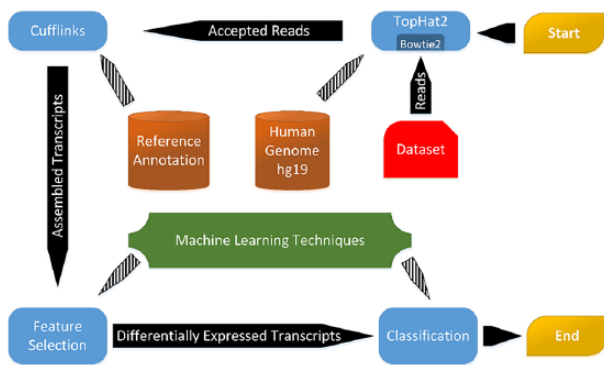 Cufflinks
Accepted Reads
TopHat2
Bowtie2
Start
Reads
Assembled Transcripts
Reference
Annotation
Human
Genome
hg19
Dataset
Machine Learning Techniques
Feature
Selection
Differentially Expressed Transcripts
Classification
End